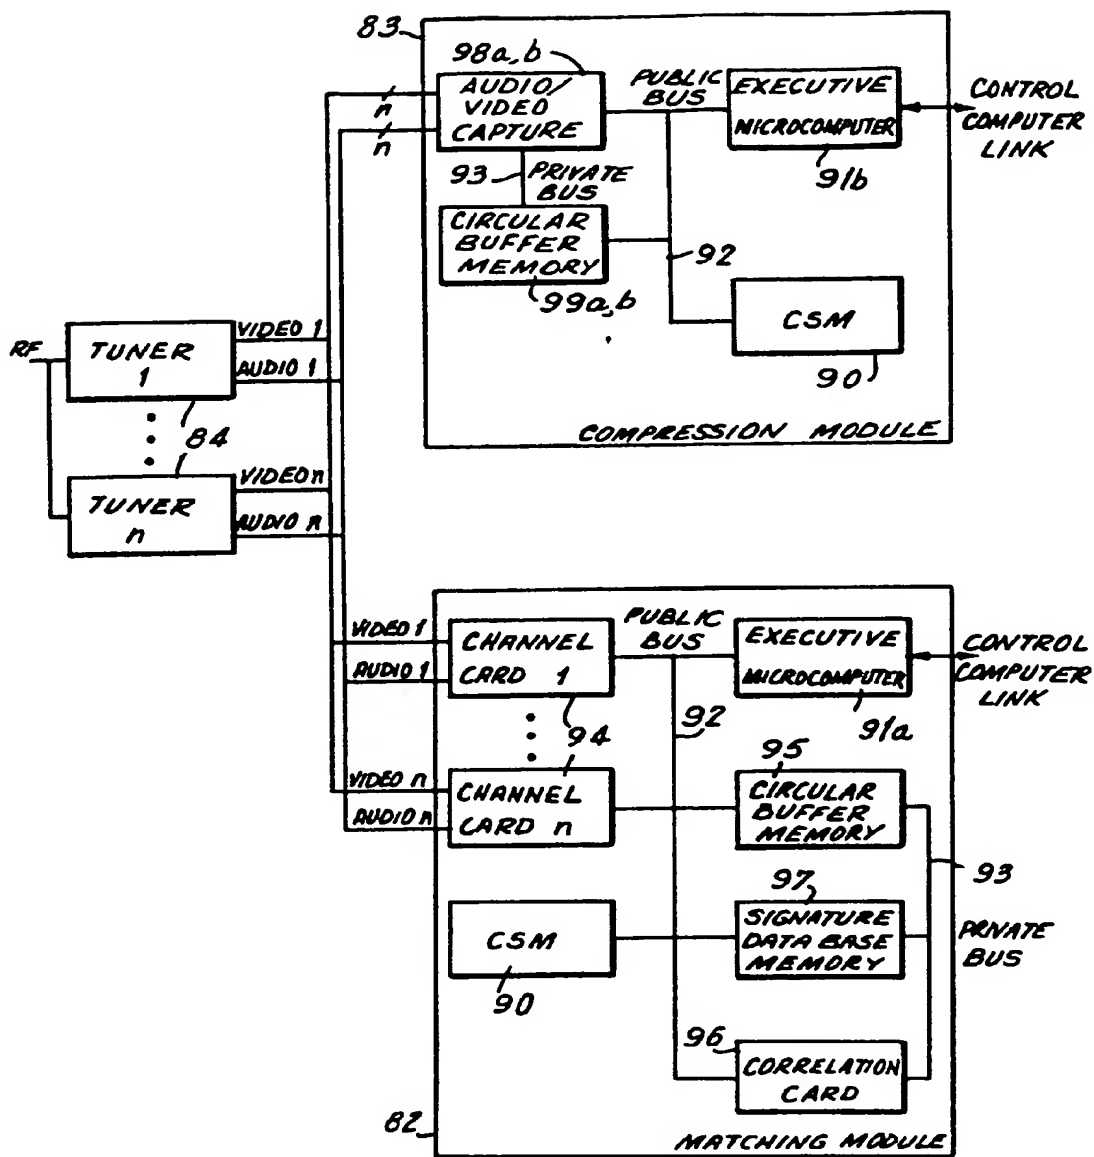 83
98a,b
AUDIO/
VIDEO
CAPTURE
n
n
PUBLIC
BUS
EXECUTIVE
MICROCOMPUTER
91b
CONTROL
COMPUTER
LINK
93
PRIVATE
BUS
CIRCULAR
BUFFER
MEMORY
99a,b
92
CSM
90
COMPRESSION MODULE
RF
TUNER
1
VIDEO 1
AUDIO 1
84
TUNER
n
VIDEO n
AUDIO n
VIDEO 1
AUDIO 1
CHANNEL
CARD 1
PUBLIC
BUS
EXECUTIVE
MICROCOMPUTER
91a
CONTROL
COMPUTER
LINK
94
92
VIDEO n
AUDIO n
CHANNEL
CARD n
95
CIRCULAR
BUFFER
MEMORY
93
CSM
90
97
SIGNATURE
DATA BASE
MEMORY
PRIVATE
BUS
96
CORRELATION
CARD
82
MATCHING MODULE